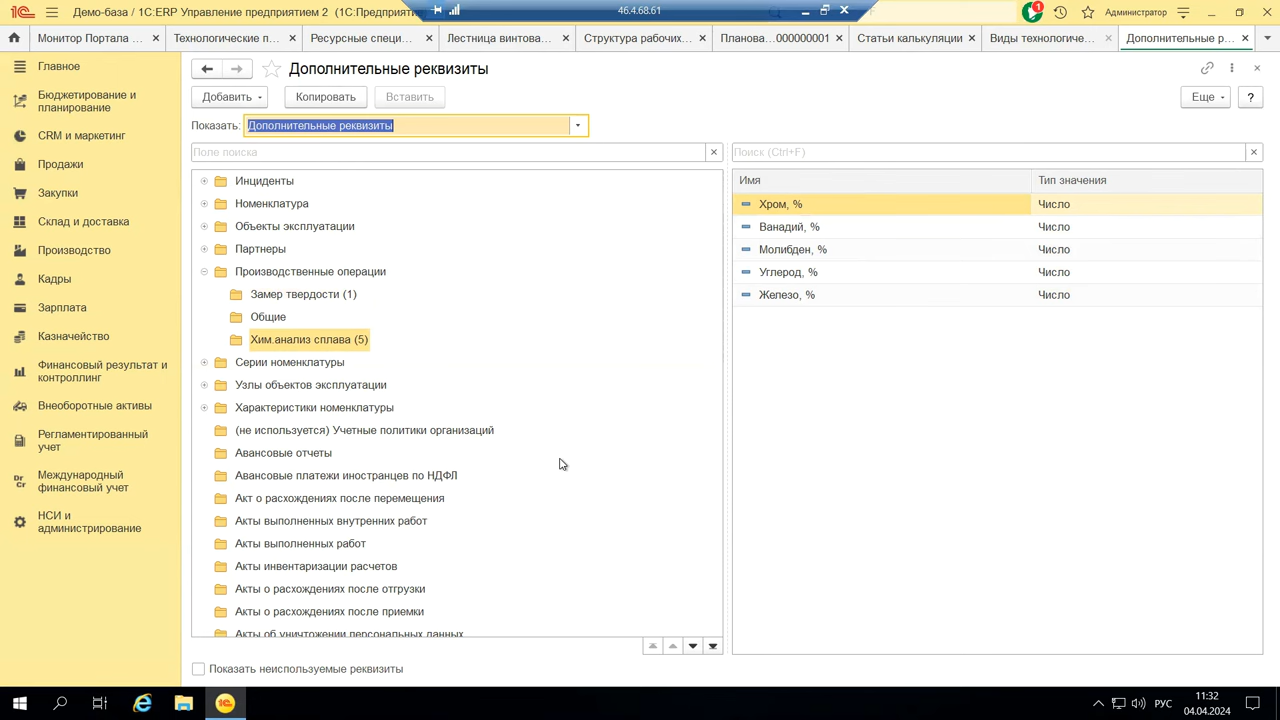 Демо-база / 1С:ERP Управление предприятием 2 (1С:Предприяти
46.4.68.61
1
Администратор
Монитор Портала ...
Технологические п...
Ресурсные специ...
Лестница винтова...
Структура рабочих...
Планова...000000001
Статьи калькуляции
Виды технологиче...
Дополнительные р...
Главное
Бюджетирование и
планирование
CRM и маркетинг
Продажи
Закупки
Склад и доставка
Производство
Кадры
Зарплата
Казначейство
Финансовый результат и
контроллинг
Внеоборотные активы
Регламентированный
учет
Международный
финансовый учет
НСИ и
администрирование
Дополнительные реквизиты
Добавить
Копировать
Вставить
Еще
?
Показать:
Дополнительные реквизиты
Поле поиска
Инциденты
Номенклатура
Объекты эксплуатации
Партнеры
Производственные операции
Замер твердости (1)
Общие
Хим.анализ сплава (5)
Серии номенклатуры
Узлы объектов эксплуатации
Характеристики номенклатуры
(не используется) Учетные политики организаций
Авансовые отчеты
Авансовые платежи иностранцев по НДФЛ
Акт о расхождениях после перемещения
Акты выполненных внутренних работ
Акты выполненных работ
Акты инвентаризации расчетов
Акты о расхождениях после отгрузки
Акты о расхождениях после приемки
Акты об уничтожении персональных данных
Показать неиспользуемые реквизиты
Поиск (Ctrl+F)
Имя Тип значения
Хром, % Число
Ванадий, % Число
Молибден, % Число
Углерод, % Число
Железо, % Число
РУС
11:32
04.04.2024